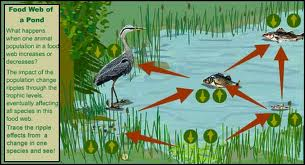 Food Web of
a Pond
What happens
when one animal
population in a food
web increases or
decreases?
The impact of the
population change
ripples through the
trophic levels,
eventually affecting
all species in this
food web.
Trace the ripple
effects from a
change in one
species and see!